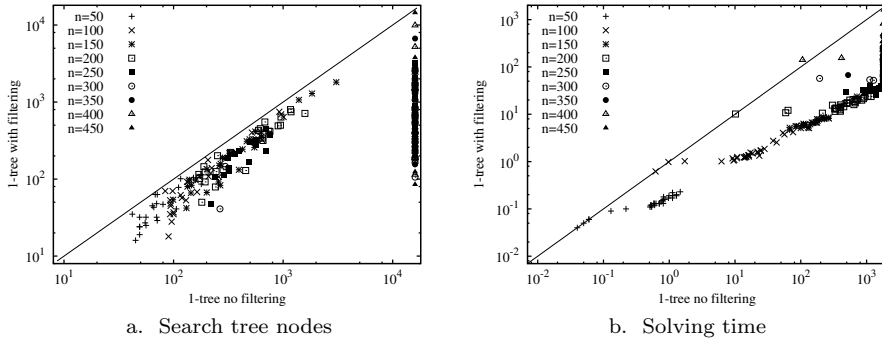 1-tree with filtering
10^4
10^3
10^2
10^1
n=50
n=100
n=150
n=200
n=250
n=300
n=350
n=400
n=450
10^1
10^2
10^3
10^4
1-tree no filtering
a. Search tree nodes
1-tree with filtering
10^3
10^2
10^1
10^0
10^-1
10^-2
n=50
n=100
n=150
n=200
n=250
n=300
n=350
n=400
n=450
10^-2
10^-1
10^0
10^1
10^2
10^3
1-tree no filtering
b. Solving time